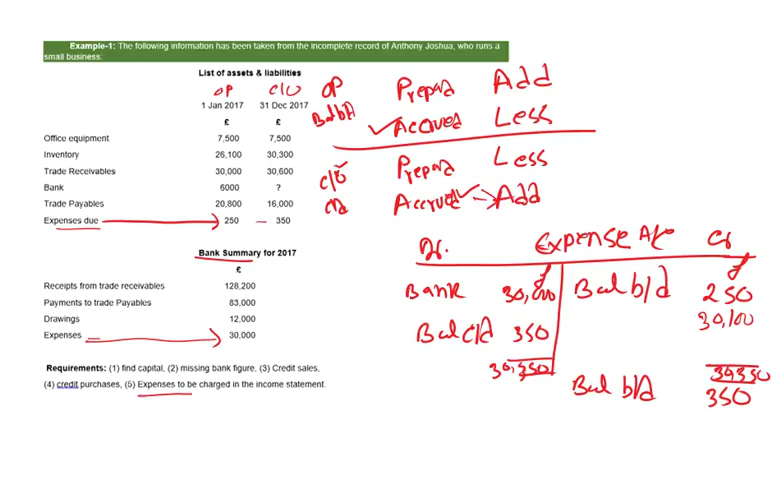 Example-1: The following information has been taken from the incomplete record of Anthony Joshua, who runs a
small business:
List of assets & liabilities
OP
1 Jan 2017 31 Dec 2017
£ £
Office equipment 7,500 7,500
Inventory 26,100 30,300
Trade Receivables 30,000 30,600
Bank 6000 ?
Trade Payables 20,800 16,000
Expenses due 250 350
Bank Summary for 2017
£
Receipts from trade receivables 128,200
Payments to trade Payables 83,000
Drawings 12,000
Expenses 30,000
Requirements: (1) find capital, (2) missing bank figure, (3) Credit sales,
(4) credit purchases, (5) Expenses to be charged in the income statement.
OP Prepaid Add
Bal b/d Accrued Less
Prepaid Less
c/d Accrued Add
Dr. Expense A/c Cr
£ £
Bank 30,000 Bal b/d 250
30,100
Bal c/d 350
30,350 30350
Bal b/d 350